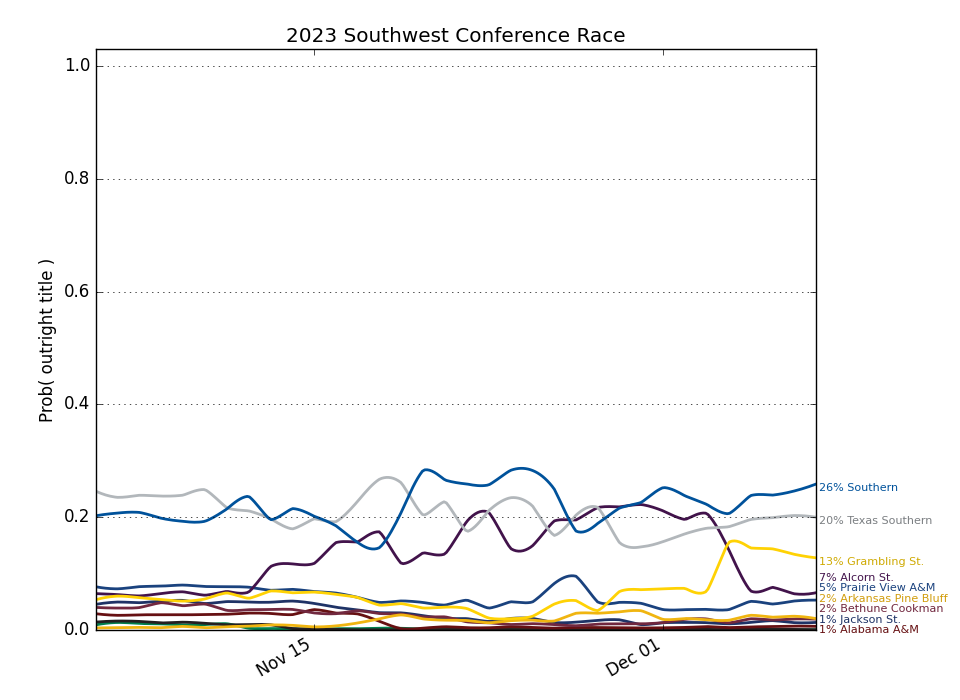 2023 Southwest Conference Race
Prob( outright title )
1.0
0.8
0.6
0.4
0.2
0.0
Nov 15
Dec 01
26% Southern
20% Texas Southern
13% Grambling St.
7% Alcorn St.
5% Prairie View A&M
2% Arkansas Pine Bluff
2% Bethune Cookman
1% Jackson St.
1% Alabama A&M